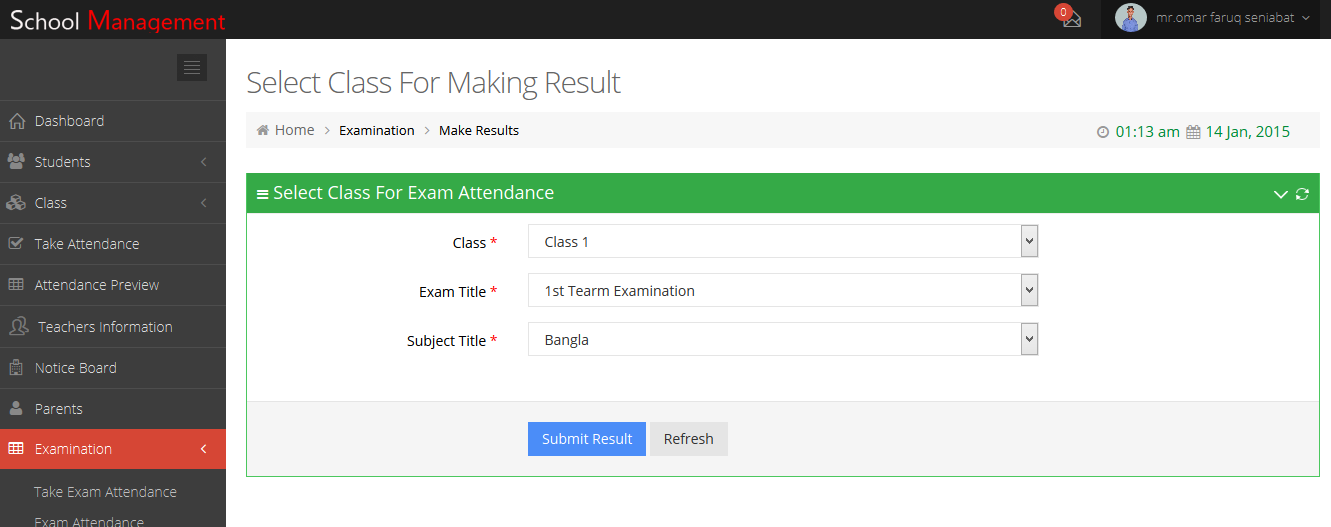 School Management
0
mr.omar faruq seniabat
Select Class For Making Result
Home > Examination > Make Results
01:13 am 14 Jan, 2015
Dashboard
Students
Class
Take Attendance
Attendance Preview
Teachers Information
Notice Board
Parents
Examination
Take Exam Attendance
Exam Attendance
Select Class For Exam Attendance
Class * Class 1
Exam Title * 1st Tearm Examination
Subject Title * Bangla
Submit Result Refresh